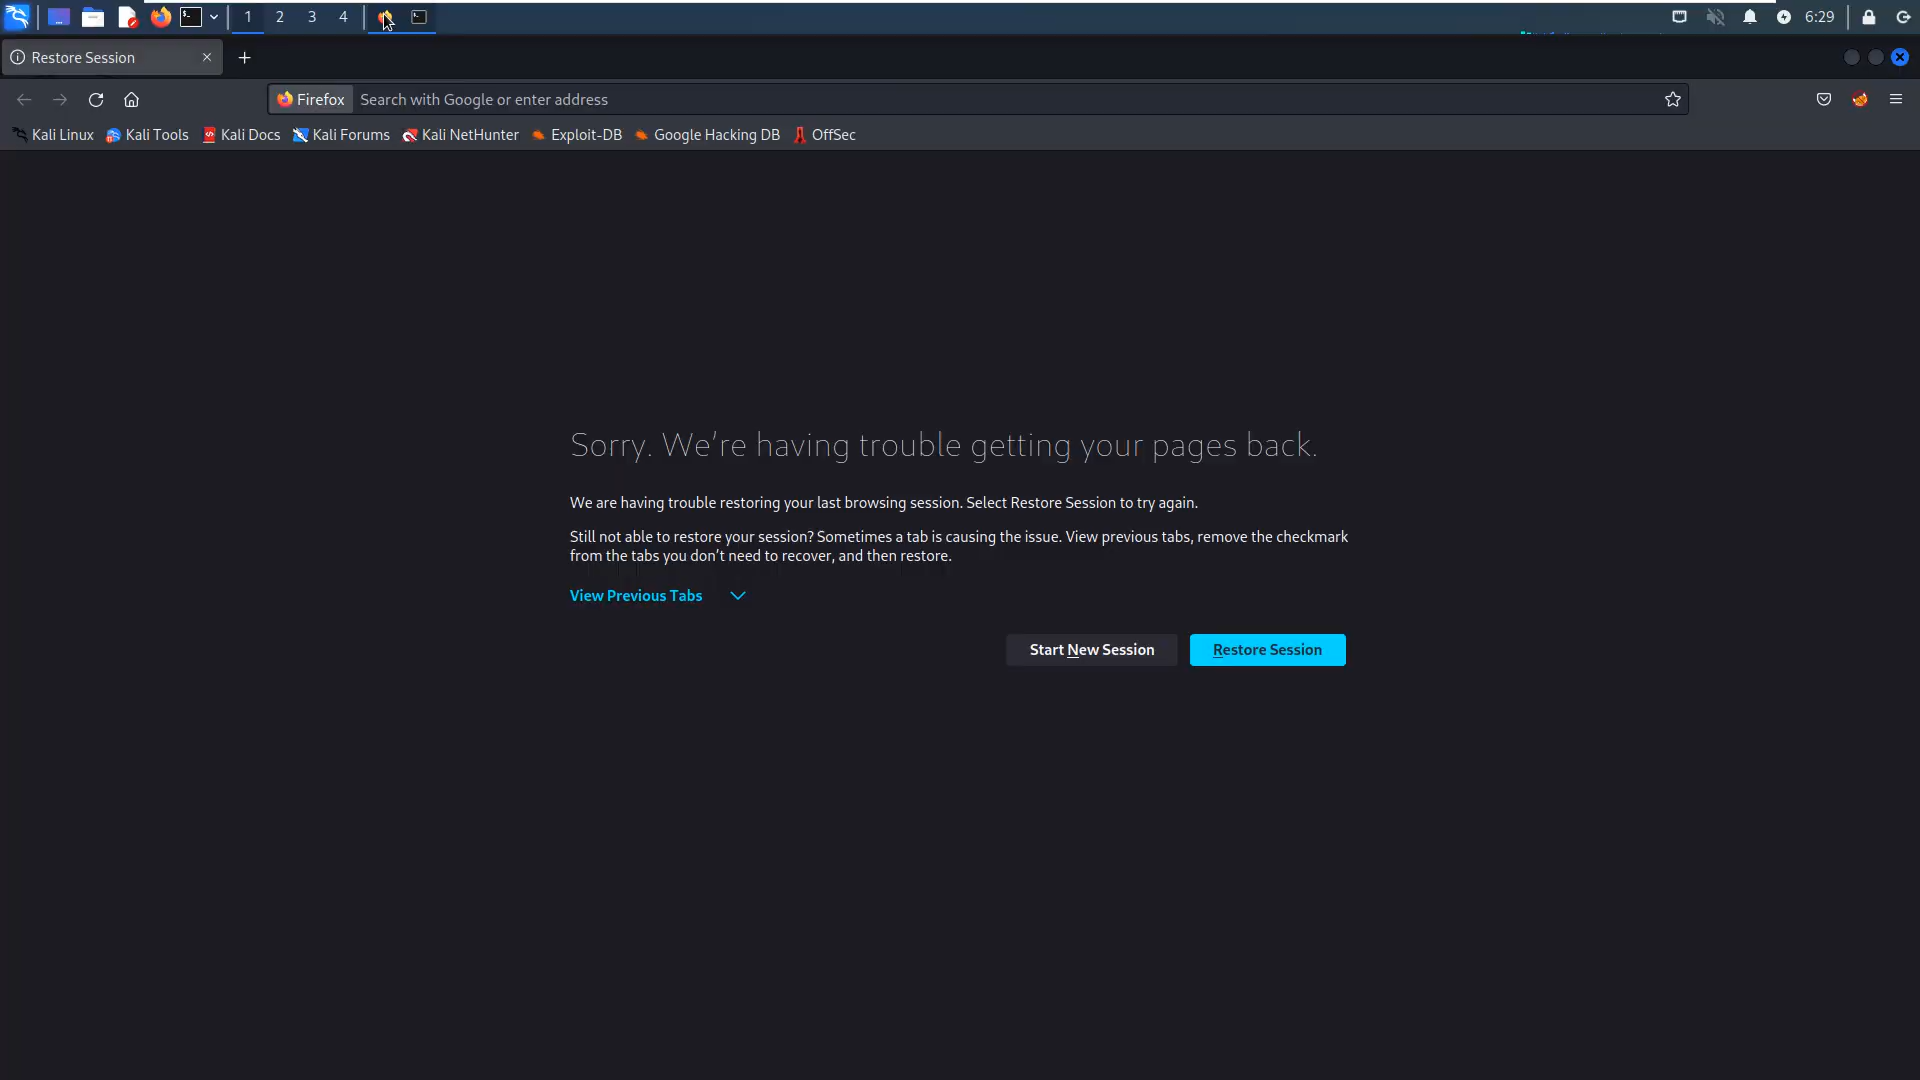 1 2 3 4 6:29
Restore Session
Firefox Search with Google or enter address
Kali Linux Kali Tools Kali Docs Kali Forums Kali NetHunter Exploit-DB Google Hacking DB OffSec
Sorry. We’re having trouble getting your pages back.
We are having trouble restoring your last browsing session. Select Restore Session to try again.
Still not able to restore your session? Sometimes a tab is causing the issue. View previous tabs, remove the checkmark
from the tabs you don’t need to recover, and then restore.
View Previous Tabs
Start New Session Restore Session